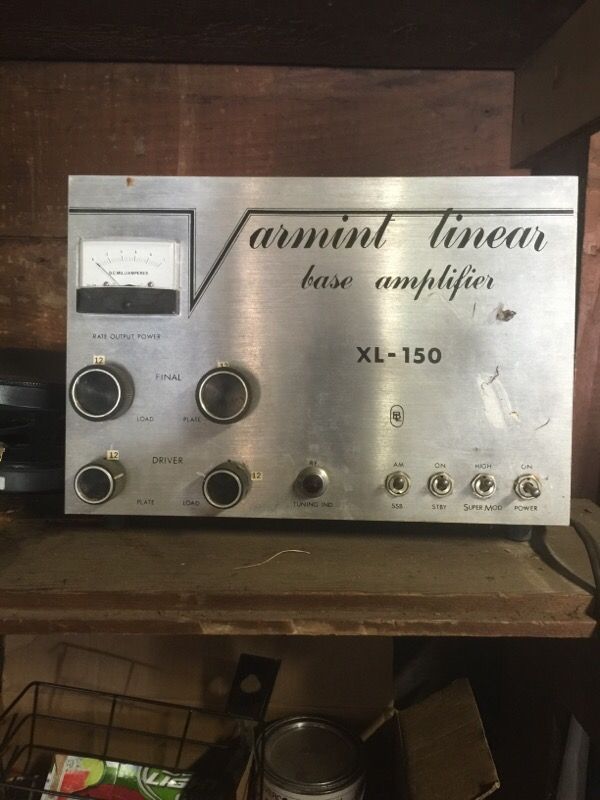 Varmint linear
base amplifier
D.C. MILLIAMPERES
RATE OUTPUT POWER
XL-150
12
FINAL
LOAD PLATE
12 DRIVER 12
PLATE LOAD
RF
TUNING IND
AM ON HIGH ON
SSB STBY SUPER MOD POWER